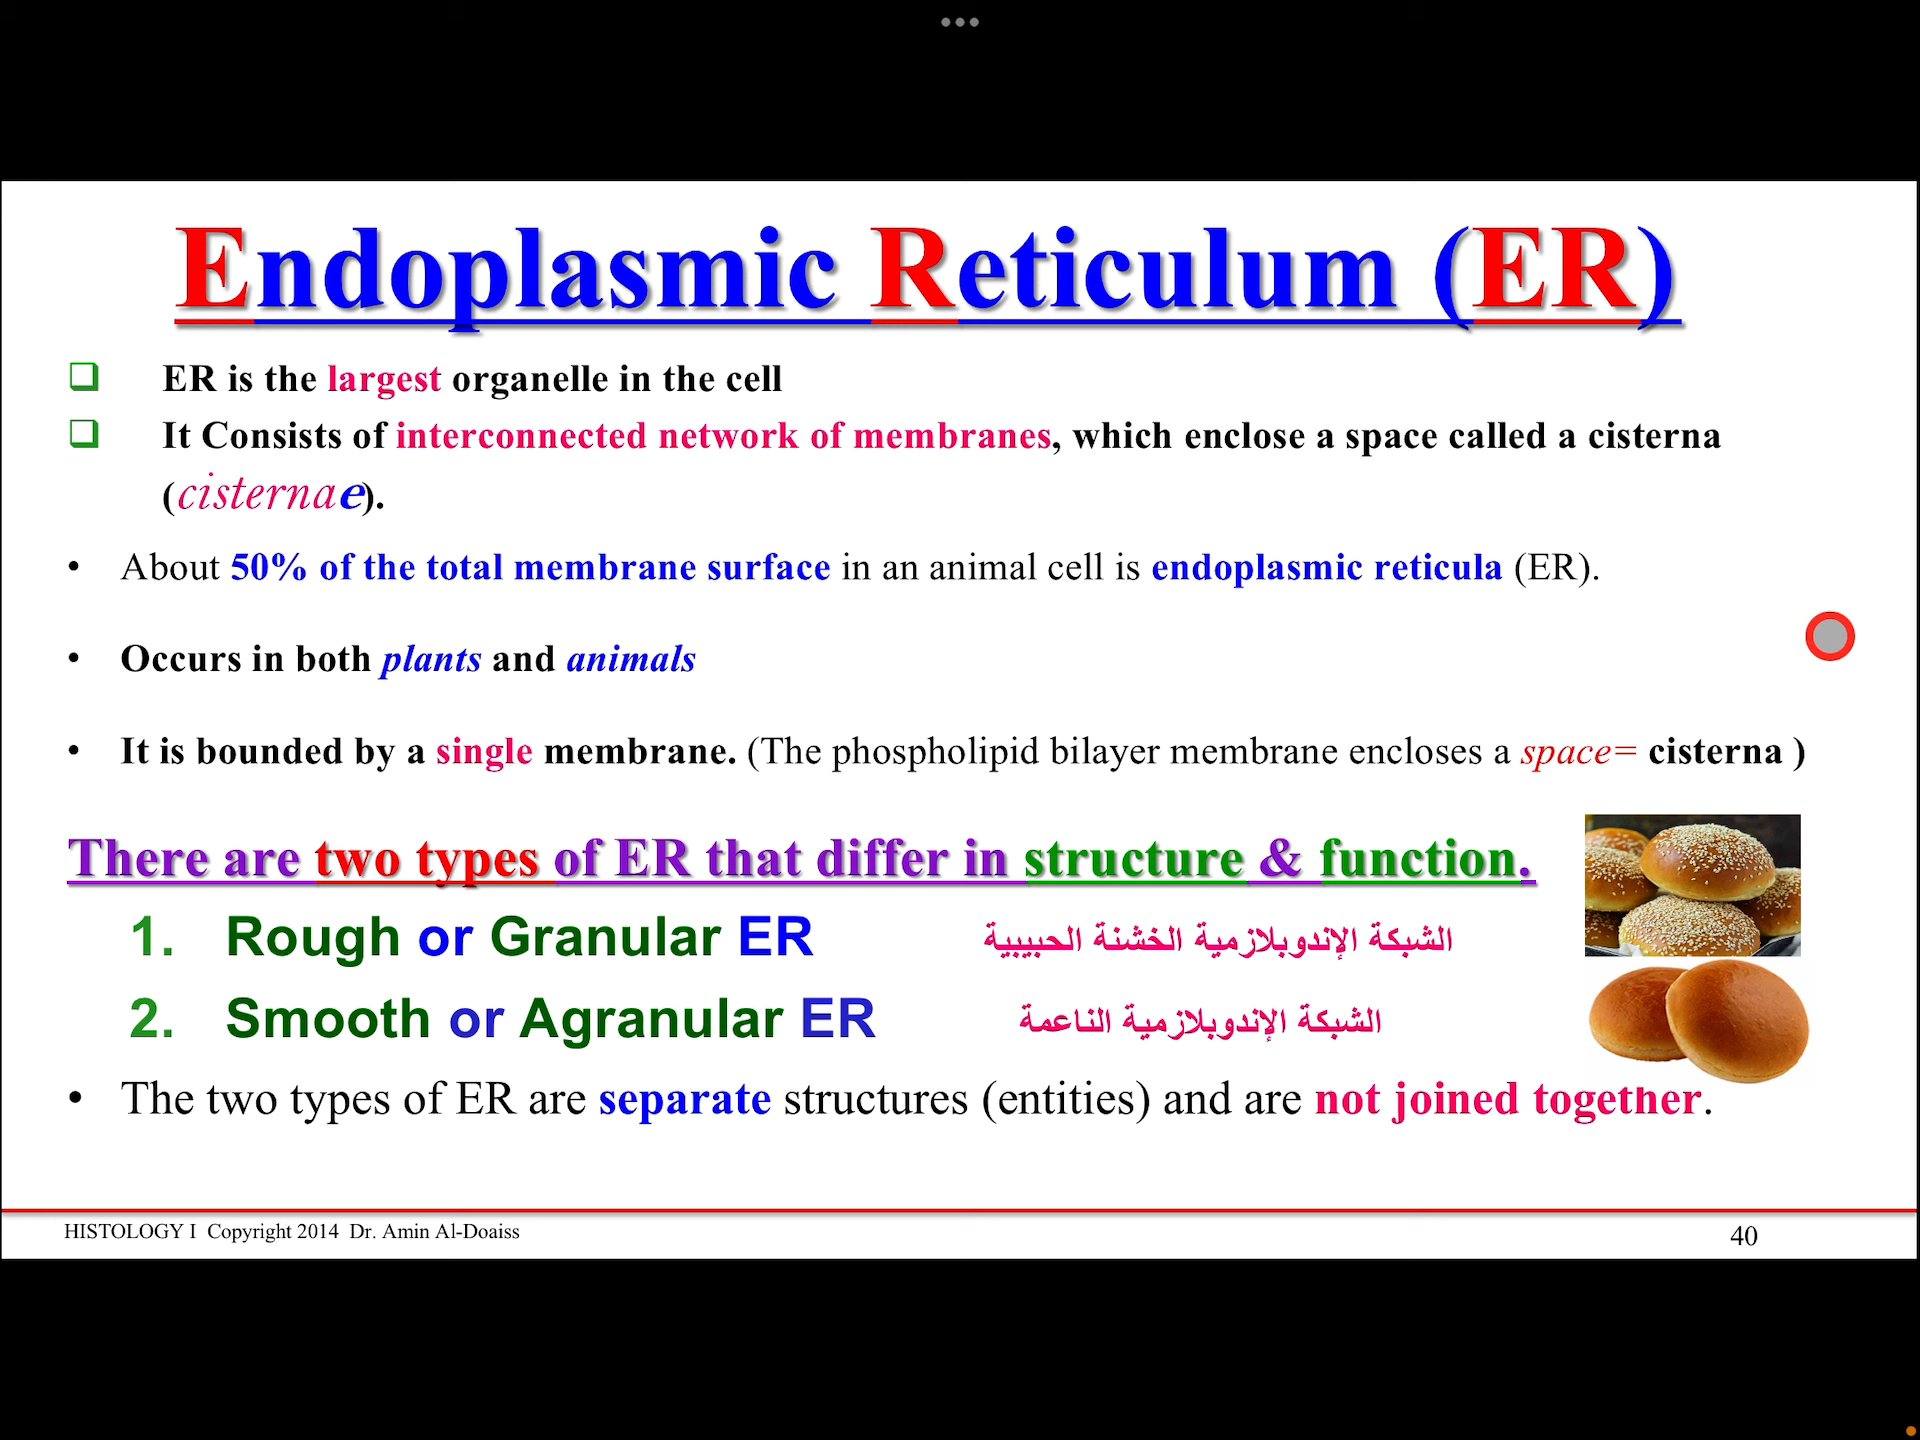 Endoplasmic Reticulum (ER)
ER is the largest organelle in the cell
It Consists of interconnected network of membranes, which enclose a space called a cisterna
(cisternae).
• About 50% of the total membrane surface in an animal cell is endoplasmic reticula (ER).
• Occurs in both plants and animals
• It is bounded by a single membrane. (The phospholipid bilayer membrane encloses a space= cisterna )
There are two types of ER that differ in structure & function.
1. Rough or Granular ER الشبكة الإندوبلازمية الخشنة الحبيبية
2. Smooth or Agranular ER الشبكة الإندوبلازمية الناعمة
• The two types of ER are separate structures (entities) and are not joined together.
HISTOLOGY I Copyright 2014 Dr. Amin Al-Doaiss 40